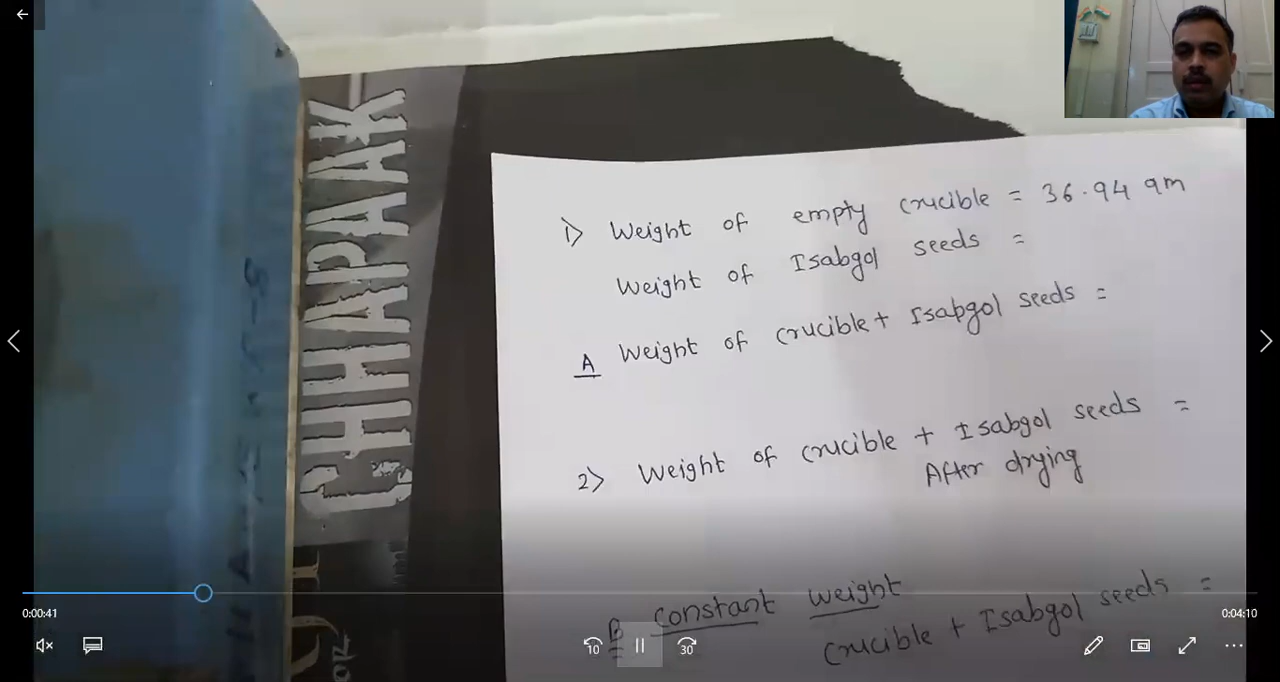 CHHAPAAK
1) Weight of empty crucible = 36.94 gm
Weight of Isabgol seeds =
A Weight of crucible + Isabgol seeds =
2) Weight of crucible + Isabgol seeds =
After drying
B constant weight
crucible + Isabgol seeds =
0:00:41
0:04:10
10
30